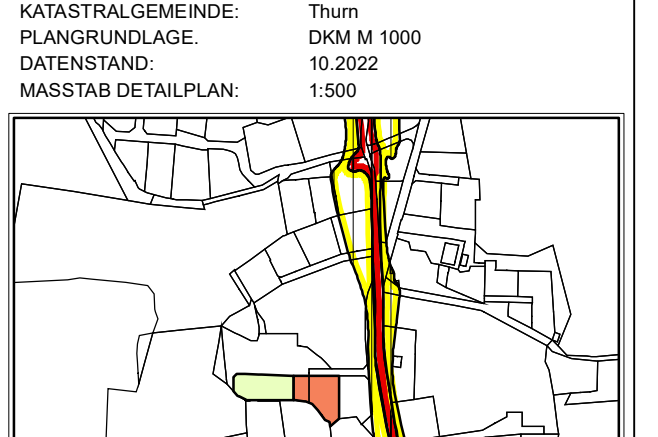 KATASTRALGEMEINDE: Thurn
PLANGRUNDLAGE. DKM M 1000
DATENSTAND: 10.2022
MASSTAB DETAILPLAN: 1:500